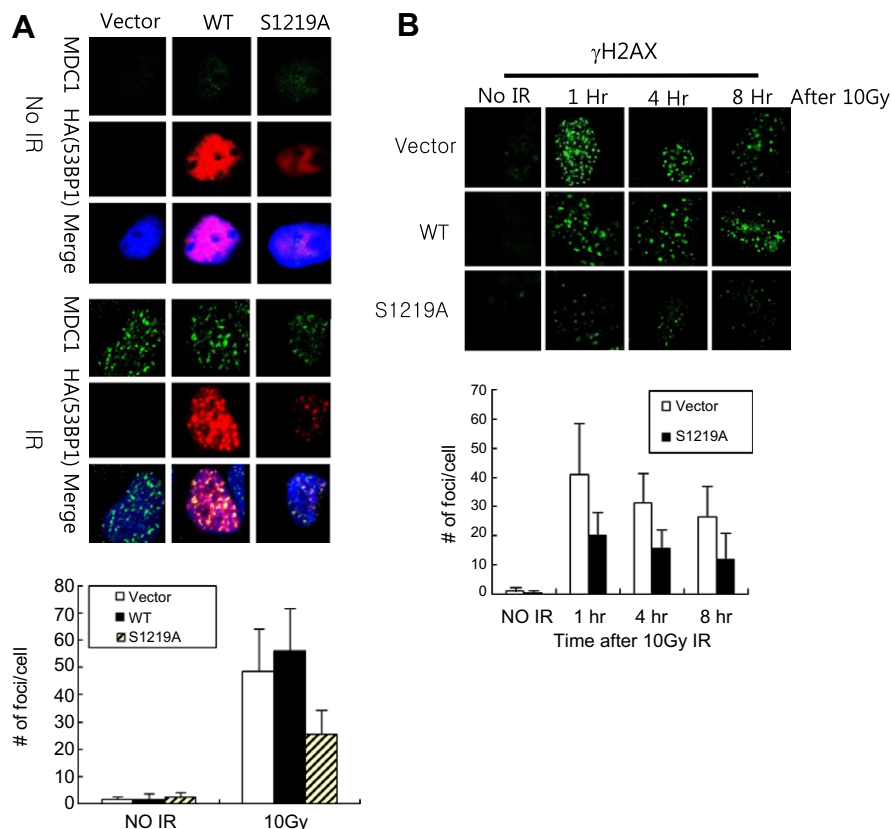 A
Vector WT S1219A
No IR
MDC1
HA(53BP1)
Merge
IR
MDC1
HA(53BP1)
Merge
80
70
60
50
40
30
20
10
0
# of foci/cell
Vector
WT
S1219A
NO IR 10Gy
B
γH2AX
No IR 1 Hr 4 Hr 8 Hr After 10Gy
Vector
WT
S1219A
70
60
50
40
30
20
10
0
# of foci/cell
Vector
S1219A
NO IR 1 hr 4 hr 8 hr
Time after 10Gy IR